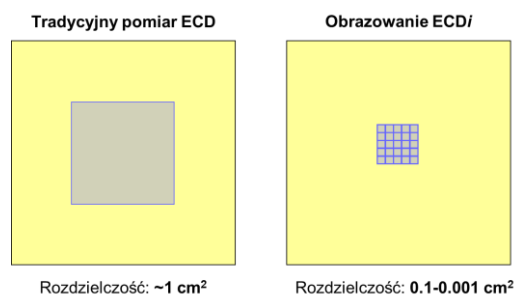 Tradycyjny pomiar ECD
Obrazowanie ECDi
Rozdzielczość: ~1 cm²
Rozdzielczość: 0.1-0.001 cm²